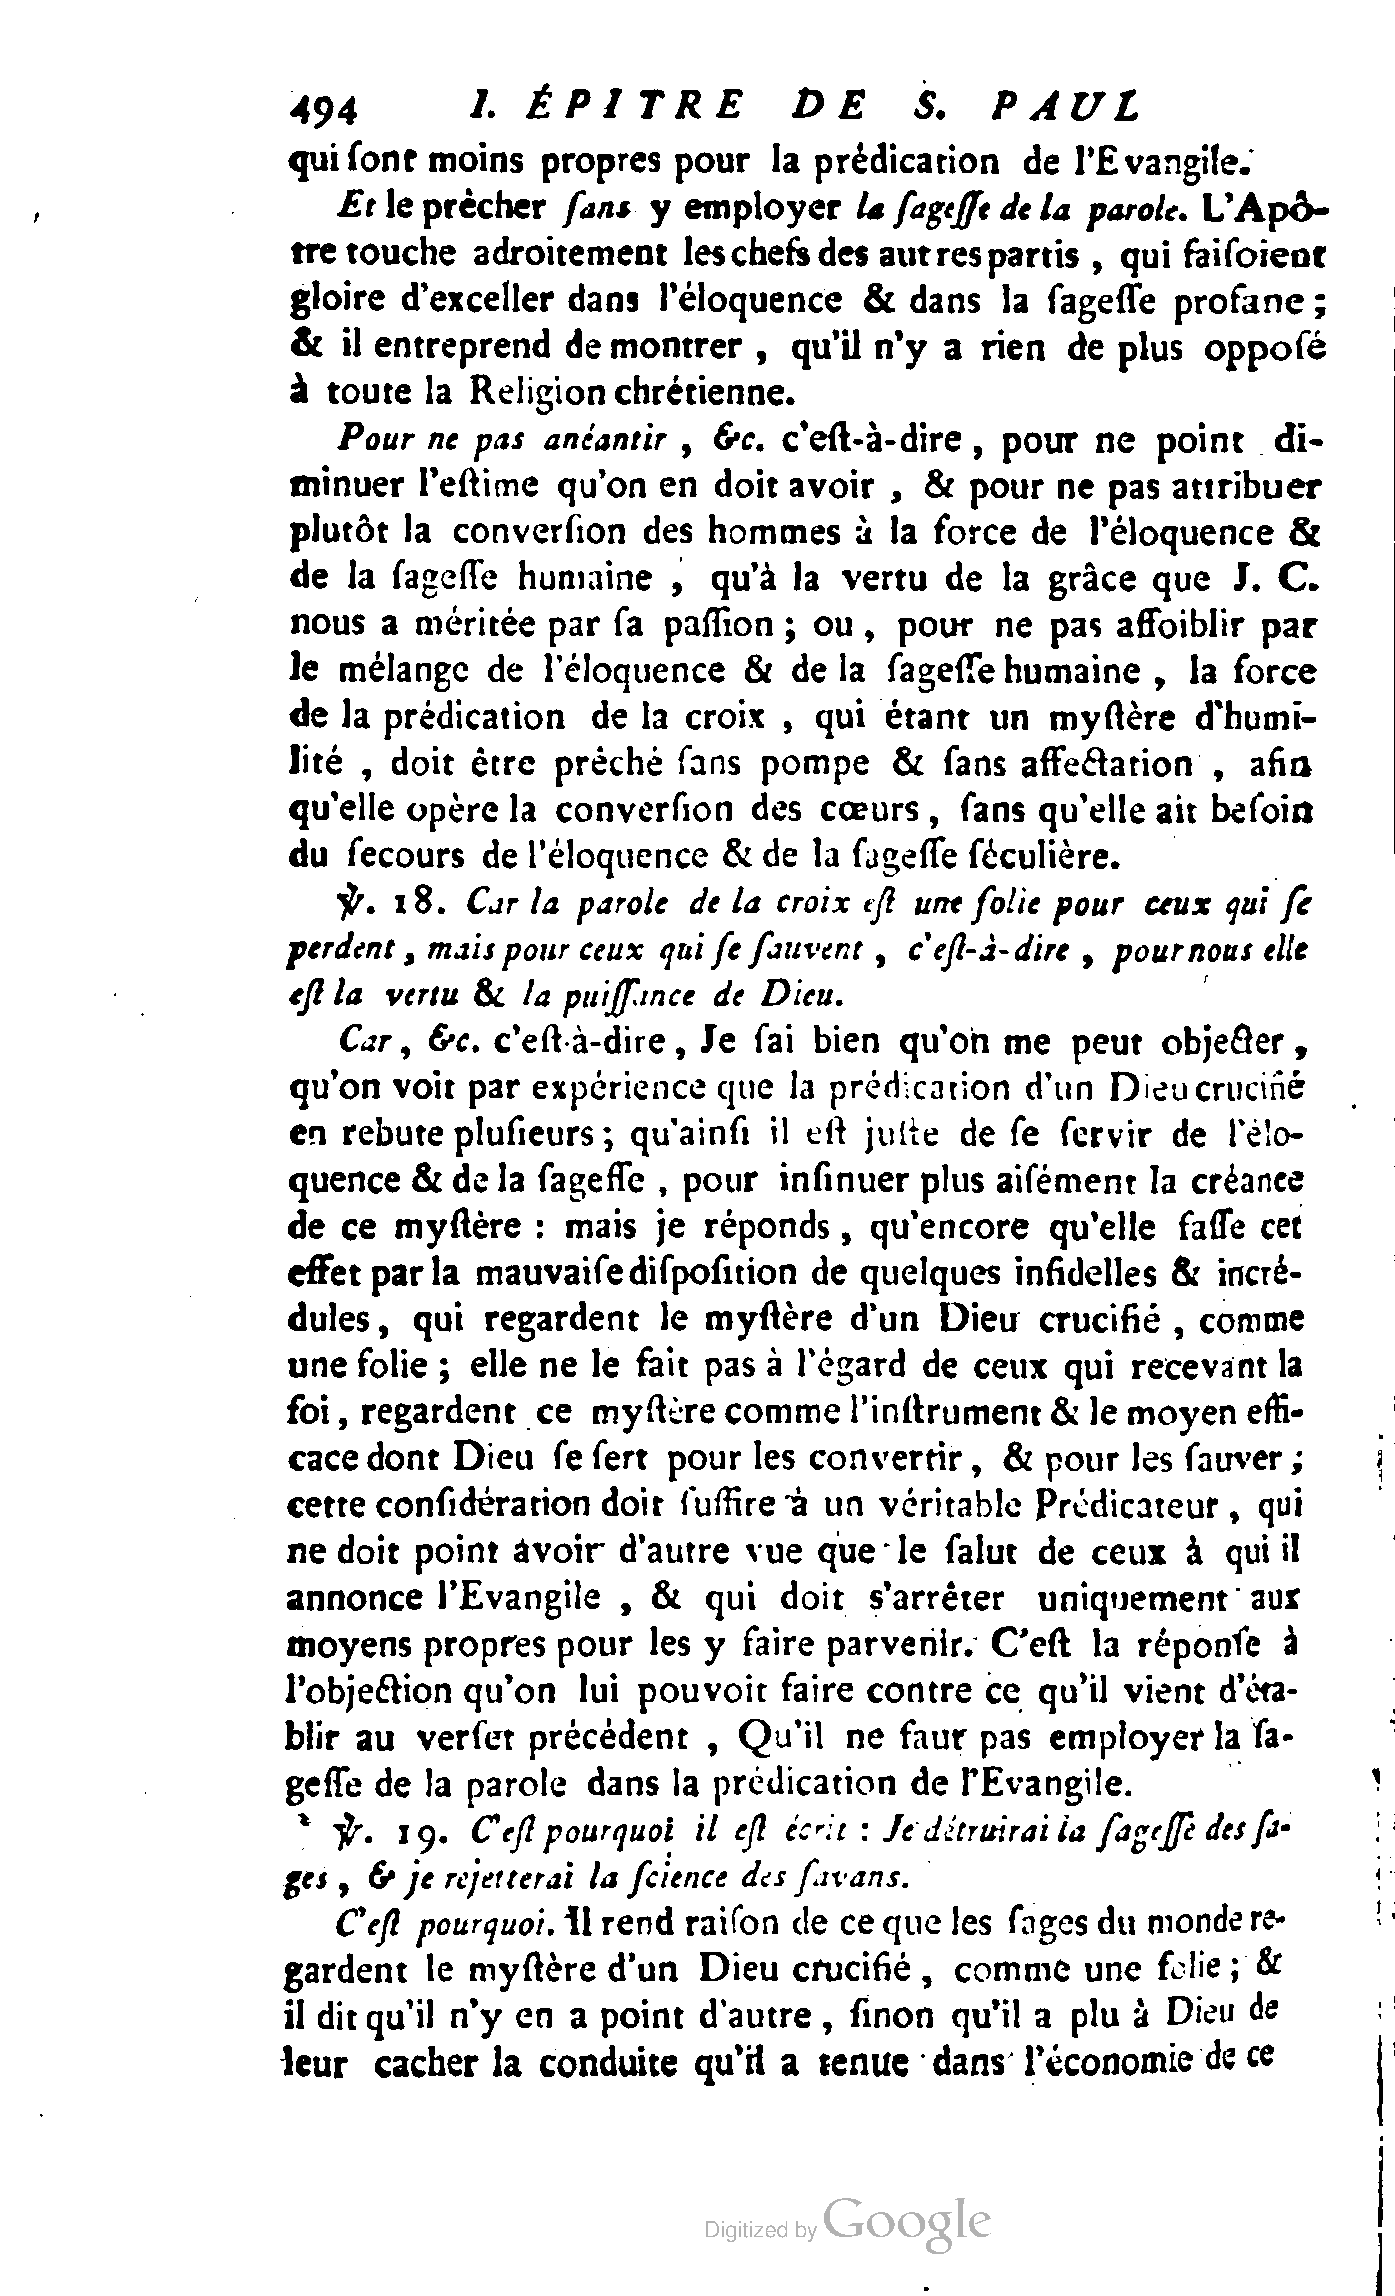 494 I. ÉPITRE DE S. PAUL
qui ſont moins propres pour la prédication de l'Evangile.
Et le prêcher ſans y employer la ſageſſe de la parole. L'Apô-
tre touche adroitement les chefs des autres partis , qui faiſoient
gloire d'exceller dans l'éloquence & dans la ſageſſe profane ;
& il entreprend de montrer , qu'il n'y a rien de plus oppoſé
à toute la Religion chrétienne.
Pour ne pas anéantir , &c. c'eſt-à-dire , pour ne point di-
minuer l'eſtime qu'on en doit avoir , & pour ne pas attribuer
plutôt la converſion des hommes à la force de l'éloquence &
de la ſageſſe humaine , qu'à la vertu de la grâce que J. C.
nous a méritée par ſa paſſion ; ou , pour ne pas affoiblir par
le mélange de l'éloquence & de la ſageſſe humaine , la force
de la prédication de la croix , qui étant un myſtère d'humi-
lité , doit être prêché ſans pompe & ſans affectation , afin
qu'elle opère la converſion des cœurs , ſans qu'elle ait beſoin
du ſecours de l'éloquence & de la ſageſſe ſéculière.
℣. 18. Car la parole de la croix eſt une folie pour ceux qui ſe
perdent , mais pour ceux qui ſe ſauvent , c'eſt-à-dire , pour nous elle
eſt la vertu & la puiſſance de Dieu.
Car , &c. c'eſt-à-dire , Je ſai bien qu'on me peut objecter ,
qu'on voit par expérience que la prédication d'un Dieu crucifié
en rebute pluſieurs ; qu'ainſi il eſt juſte de ſe ſervir de l'élo-
quence & de la ſageſſe , pour inſinuer plus aiſément la créance
de ce myſtère : mais je réponds , qu'encore qu'elle faſſe cet
effet par la mauvaiſe diſpoſition de quelques infidelles & incré-
dules , qui regardent le myſtère d'un Dieu crucifié , comme
une folie ; elle ne le fait pas à l'égard de ceux qui recevant la
foi , regardent ce myſtère comme l'inſtrument & le moyen effi-
cace dont Dieu ſe ſert pour les convertir , & pour les ſauver ;
cette conſidération doit ſuffire à un véritable Prédicateur , qui
ne doit point avoir d'autre vue que le ſalut de ceux à qui il
annonce l'Evangile , & qui doit s'arrêter uniquement aux
moyens propres pour les y faire parvenir. C'eſt la réponſe à
l'objection qu'on lui pouvoit faire contre ce qu'il vient d'éta-
blir au verſet précédent , Qu'il ne faut pas employer la ſa-
geſſe de la parole dans la prédication de l'Evangile.
℣. 19. C'eſt pourquoi il eſt écrit : Je détruirai la ſageſſe des ſa-
ges , & je rejetterai la ſcience des ſavans.
C'eſt pourquoi. Il rend raiſon de ce que les ſages du monde re-
gardent le myſtère d'un Dieu crucifié , comme une folie ; &
il dit qu'il n'y en a point d'autre , ſinon qu'il a plu à Dieu de
leur cacher la conduite qu'il a tenue dans l'économie de ce
Digitized by Google